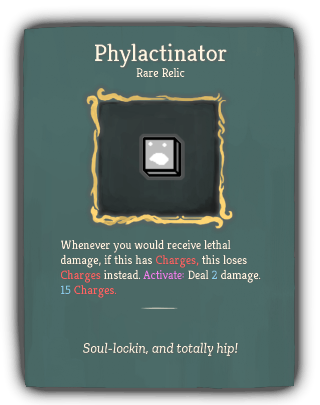 Phylactinator
Rare Relic
Whenever you would receive lethal
damage, if this has Charges, this loses
Charges instead. Activate: Deal 2 damage.
15 Charges.
Soul-lockin, and totally hip!